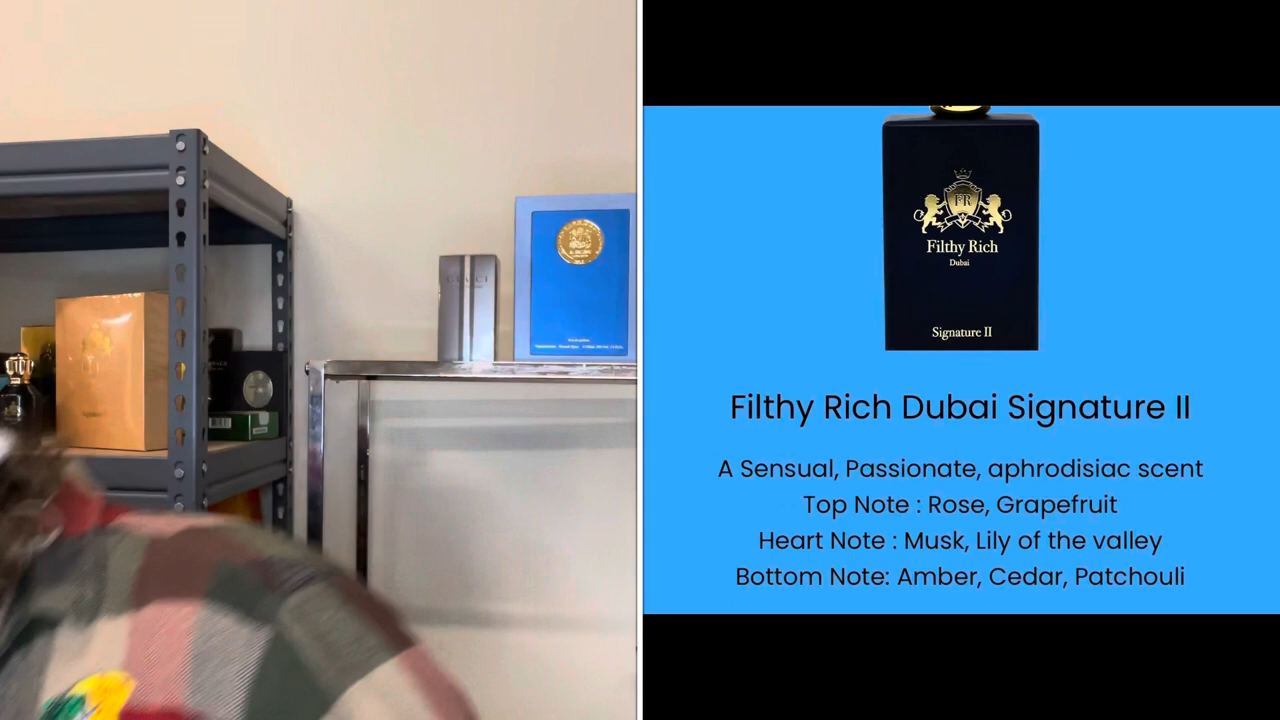 GUCCI
FR
Filthy Rich
Dubai
Signature II
Filthy Rich Dubai Signature II
A Sensual, Passionate, aphrodisiac scent
Top Note : Rose, Grapefruit
Heart Note : Musk, Lily of the valley
Bottom Note: Amber, Cedar, Patchouli